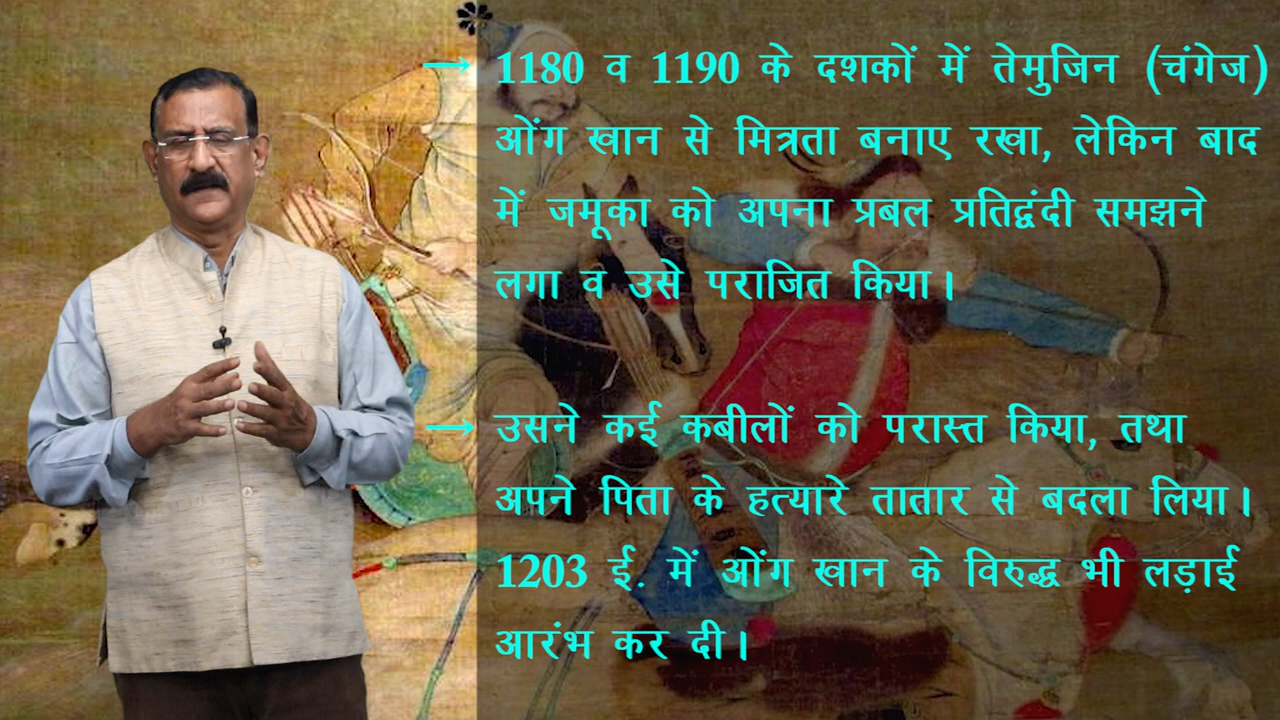 → 1180 व 1190 के दशकों में तेमुजिन (चंगेज)
ओंग खान से मित्रता बनाए रखा, लेकिन बाद
में जमूका को अपना प्रबल प्रतिद्वंदी समझने
लगा व उसे पराजित किया।
→ उसने कई कबीलों को परास्त किया, तथा
अपने पिता के हत्यारे तातार से बदला लिया।
1203 ई. में ओंग खान के विरुद्ध भी लड़ाई
आरंभ कर दी।